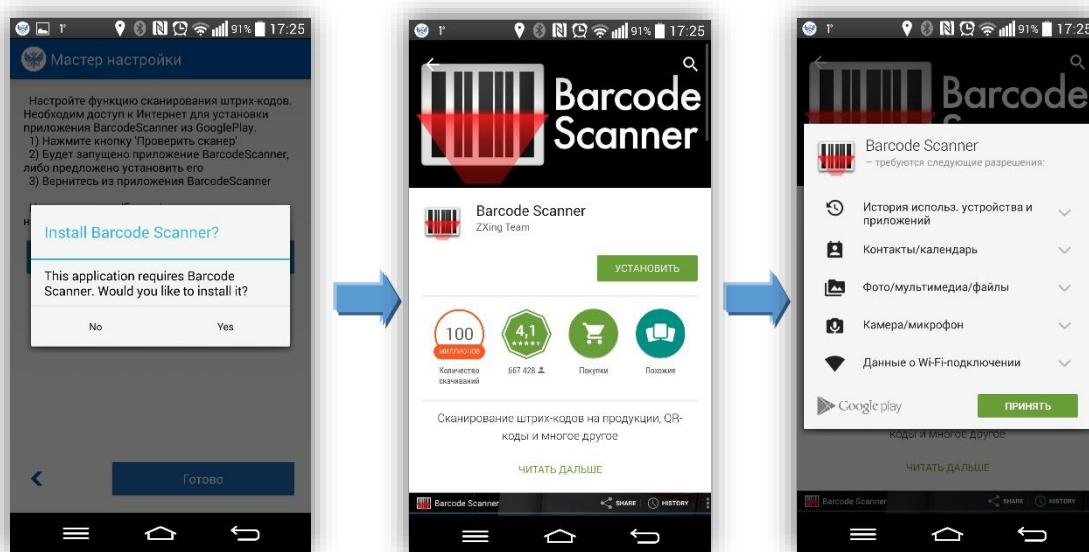 1°
91%
17:25
Мастер настройки
Настройте функцию сканирования штрих-кодов.
Необходим доступ к Интернет для установки
приложения BarcodeScanner из GooglePlay.
1) Нажмите кнопку 'Проверить сканер'
2) Будет запущено приложение BarcodeScanner,
либо предложено установить его
3) Вернитесь из приложения BarcodeScanner
Install Barcode Scanner?
This application requires Barcode
Scanner. Would you like to install it?
No
Yes
Готово
1°
91%
17:25
Barcode
Scanner
Barcode Scanner
ZXing Team
УСТАНОВИТЬ
100
МИЛЛИОНОВ
Количество
скачиваний
4,1
667 428
Покупки
Похожие
Сканирование штрих-кодов на продукции, QR-
коды и многое другое
ЧИТАТЬ ДАЛЬШЕ
Barcode Scanner
SHARE
HISTORY
1°
91%
17:25
Barcode
Barcode Scanner
– требуются следующие разрешения:
История использ. устройства и
приложений
Контакты/календарь
Фото/мультимедиа/файлы
Камера/микрофон
Данные о Wi-Fi-подключении
Google play
ПРИНЯТЬ
коды и многое другое
ЧИТАТЬ ДАЛЬШЕ
Barcode Scanner
SHARE
HISTORY